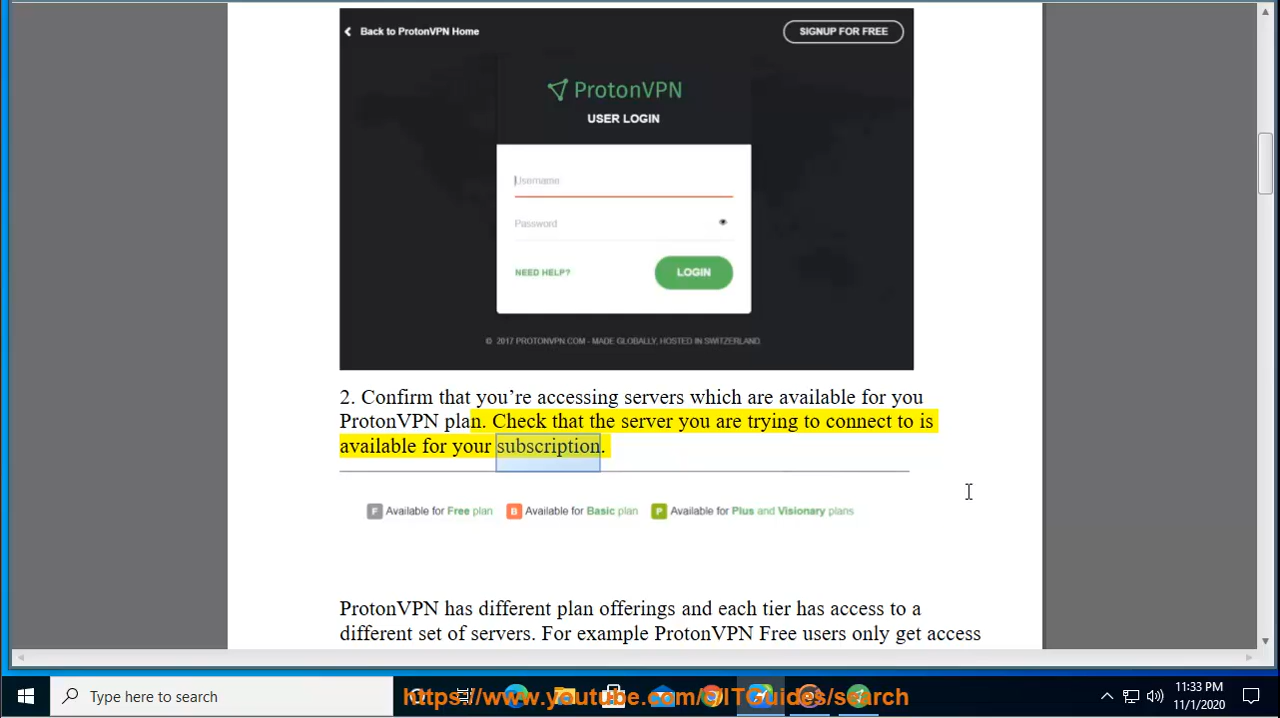 Back to ProtonVPN Home
SIGNUP FOR FREE
ProtonVPN
USER LOGIN
Username
Password
NEED HELP?
LOGIN
© 2017 PROTONVPN.COM - MADE GLOBALLY, HOSTED IN SWITZERLAND.
2. Confirm that you’re accessing servers which are available for you
ProtonVPN plan. Check that the server you are trying to connect to is
available for your subscription.
F Available for Free plan B Available for Basic plan P Available for Plus and Visionary plans
ProtonVPN has different plan offerings and each tier has access to a
different set of servers. For example ProtonVPN Free users only get access
Type here to search
https://www.youtube.com/c/ITGuides/search
11:33 PM
11/1/2020